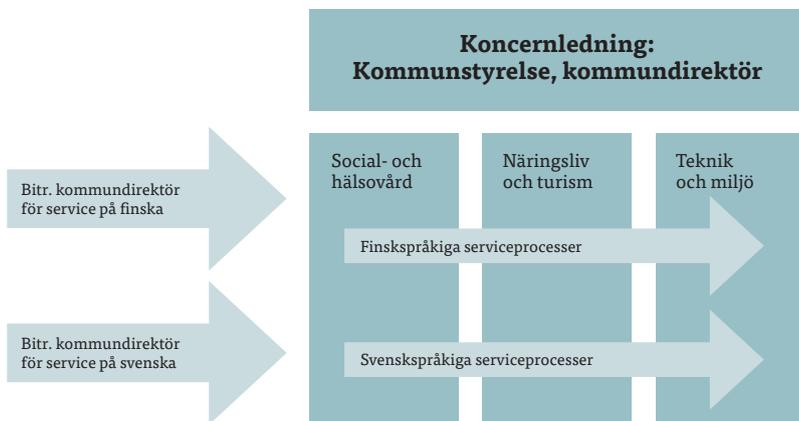 Koncernledning:
Kommunstyrelse, kommundirektör
Social- och
hälsovård
Näringsliv
och turism
Teknik
och miljö
Bitr. kommundirektör
för service på finska
Finskspråkiga serviceprocesser
Bitr. kommundirektör
för service på svenska
Svenskspråkiga serviceprocesser